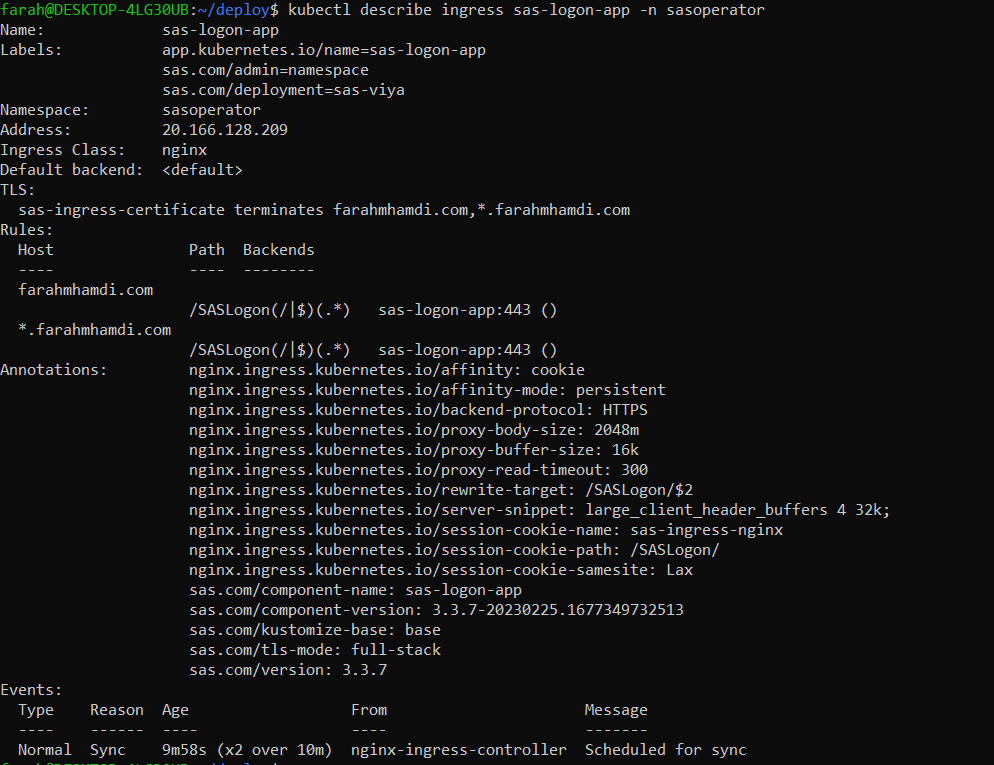 farah@DESKTOP-4LG30UB:~/deploy$ kubectl describe ingress sas-logon-app -n sasoperator
Name:             sas-logon-app
Labels:           app.kubernetes.io/name=sas-logon-app
                  sas.com/admin=namespace
                  sas.com/deployment=sas-viya
Namespace:        sasoperator
Address:          20.166.128.209
Ingress Class:    nginx
Default backend:  <default>
TLS:
  sas-ingress-certificate terminates farahmhamdi.com,*.farahmhamdi.com
Rules:
  Host               Path  Backends
  ----               ----  --------
  farahmhamdi.com
                     /SASLogon(/|$)(.*)   sas-logon-app:443 ()
  *.farahmhamdi.com
                     /SASLogon(/|$)(.*)   sas-logon-app:443 ()
Annotations:         nginx.ingress.kubernetes.io/affinity: cookie
                     nginx.ingress.kubernetes.io/affinity-mode: persistent
                     nginx.ingress.kubernetes.io/backend-protocol: HTTPS
                     nginx.ingress.kubernetes.io/proxy-body-size: 2048m
                     nginx.ingress.kubernetes.io/proxy-buffer-size: 16k
                     nginx.ingress.kubernetes.io/proxy-read-timeout: 300
                     nginx.ingress.kubernetes.io/rewrite-target: /SASLogon/$2
                     nginx.ingress.kubernetes.io/server-snippet: large_client_header_buffers 4 32k;
                     nginx.ingress.kubernetes.io/session-cookie-name: sas-ingress-nginx
                     nginx.ingress.kubernetes.io/session-cookie-path: /SASLogon/
                     nginx.ingress.kubernetes.io/session-cookie-samesite: Lax
                     sas.com/component-name: sas-logon-app
                     sas.com/component-version: 3.3.7-20230225.1677349732513
                     sas.com/kustomize-base: base
                     sas.com/tls-mode: full-stack
                     sas.com/version: 3.3.7
Events:
  Type    Reason  Age                  From                      Message
  ----    ------  ----                 ----                      -------
  Normal  Sync    9m58s (x2 over 10m)  nginx-ingress-controller  Scheduled for sync